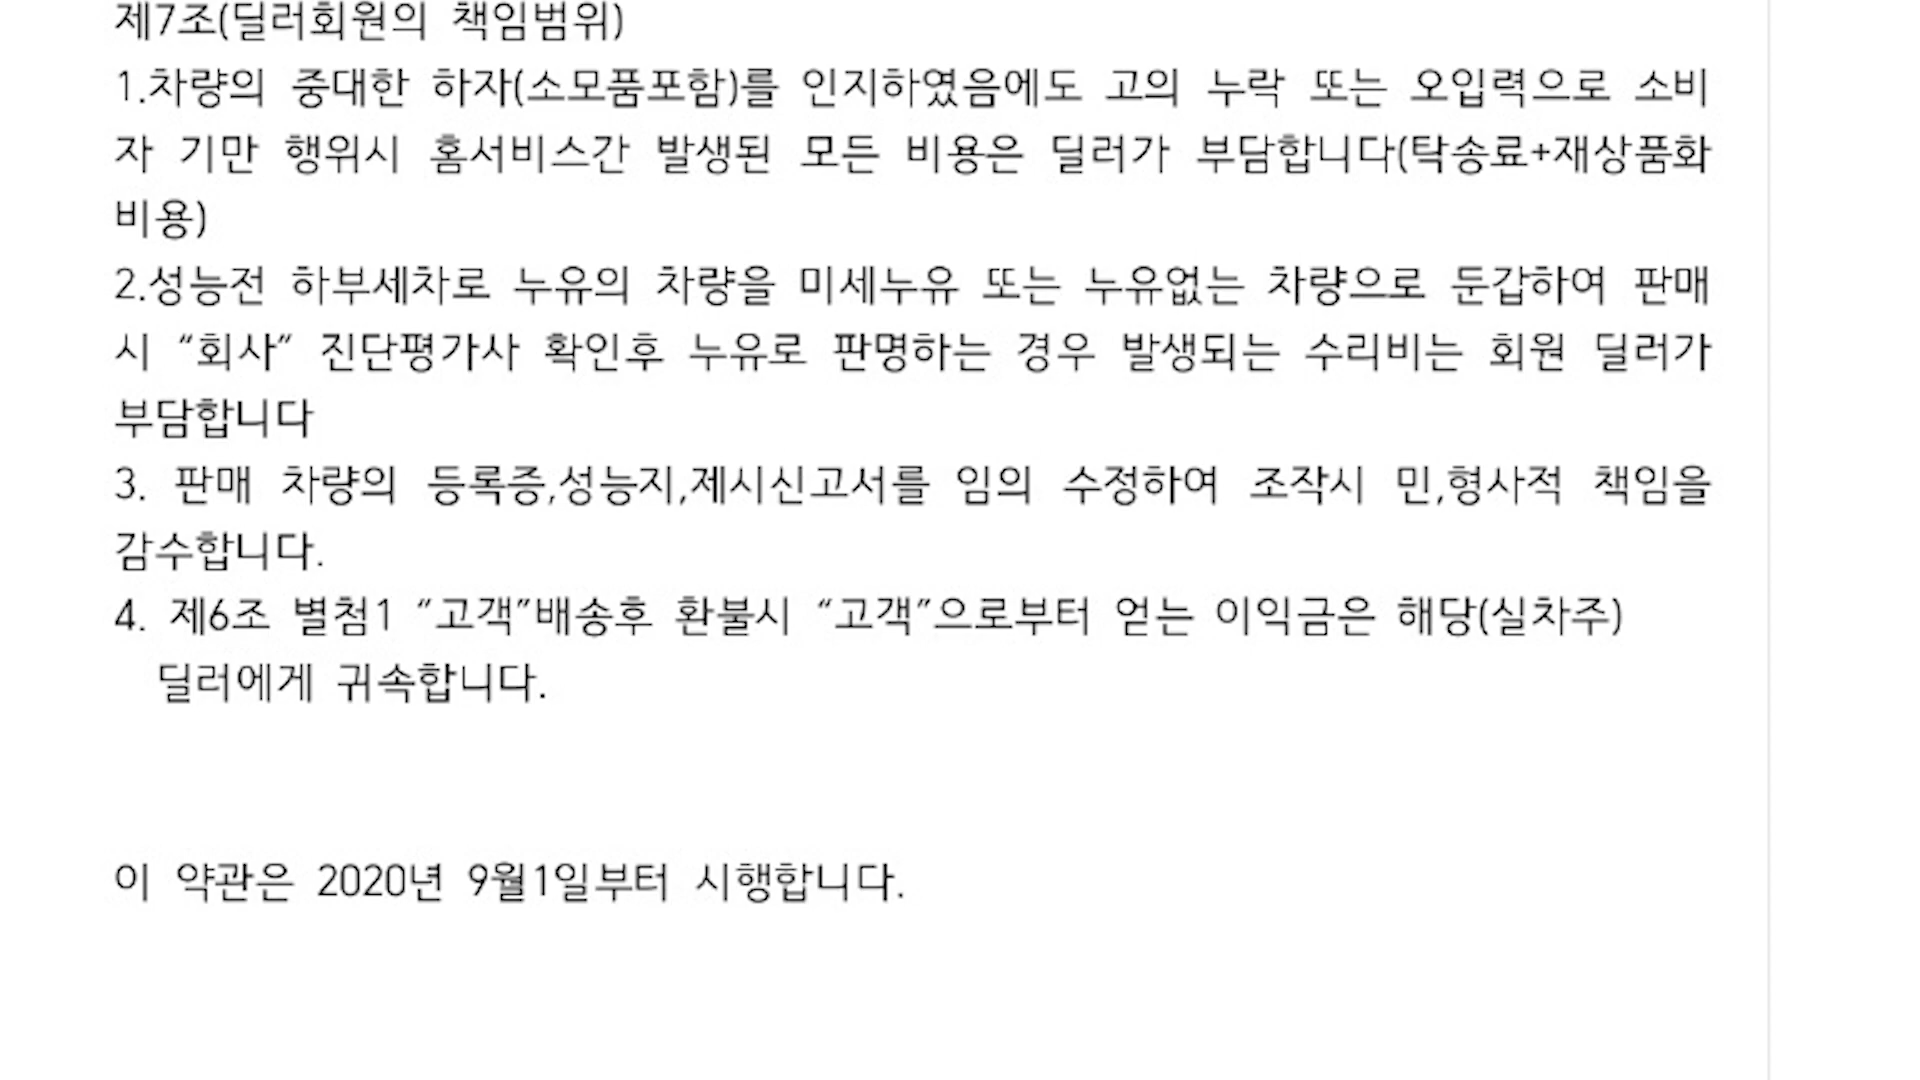 제7조(딜러회원의 책임범위)
1.차량의 중대한 하자(소모품포함)를 인지하였음에도 고의 누락 또는 오입력으로 소비
자 기만 행위시 홈서비스간 발생된 모든 비용은 딜러가 부담합니다(탁송료+재상품화
비용)
2.성능전 하부세차로 누유의 차량을 미세누유 또는 누유없는 차량으로 둔갑하여 판매
시 “회사” 진단평가사 확인후 누유로 판명하는 경우 발생되는 수리비는 회원 딜러가
부담합니다
3. 판매 차량의 등록증,성능지,제시신고서를 임의 수정하여 조작시 민,형사적 책임을
감수합니다.
4. 제6조 별첨1 “고객”배송후 환불시 “고객”으로부터 얻는 이익금은 해당(실차주)
딜러에게 귀속합니다.
이 약관은 2020년 9월1일부터 시행합니다.